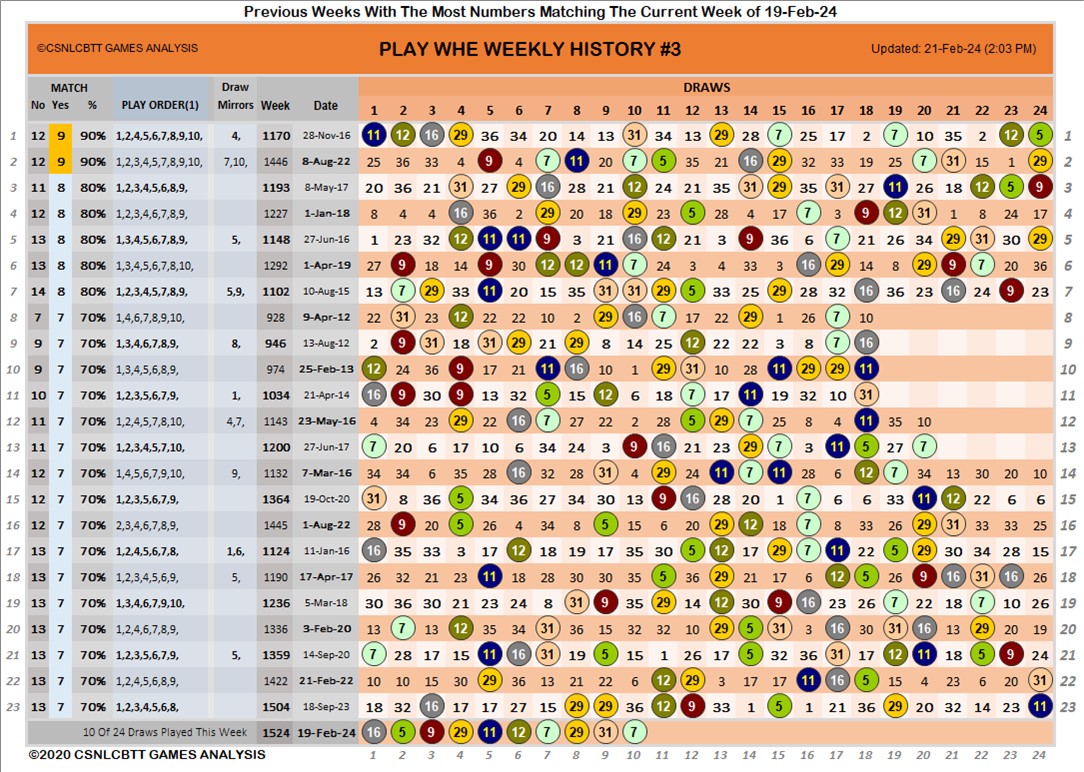 Previous Weeks With The Most Numbers Matching The Current Week of 19-Feb-24
©CSNLCBTT GAMES ANALYSIS PLAY WHE WEEKLY HISTORY #3 Updated: 21-Feb-24 (2:03 PM)
MATCH Draw DRAWS
No Yes % PLAY ORDER(1) Mirrors Week Date 1 2 3 4 5 6 7 8 9 10 11 12 13 14 15 16 17 18 19 20 21 22 23 24
1 12 9 90% 1,2,4,5,6,7,8,9,10, 4, 1170 28-Nov-16 11 12 16 29 36 34 20 14 13 31 34 13 29 28 7 25 17 2 7 10 35 2 12 5 1
2 12 9 90% 1,2,3,4,5,7,8,9,10, 7,10, 1446 8-Aug-22 25 36 33 4 9 4 7 11 20 7 5 35 21 16 29 32 33 19 25 7 31 15 1 29 2
3 11 8 80% 1,2,3,4,5,6,8,9, 1193 8-May-17 20 36 21 31 27 29 16 28 21 12 24 21 35 31 29 35 31 27 11 26 18 12 5 9 3
4 12 8 80% 1,2,3,4,6,7,8,9, 1227 1-Jan-18 8 4 4 16 36 2 29 20 18 29 23 5 28 4 17 7 3 9 12 31 1 8 24 17 4
5 13 8 80% 1,3,4,5,6,7,8,9, 5, 1148 27-Jun-16 1 23 32 12 11 11 9 3 21 16 12 21 3 9 36 6 7 21 26 34 29 31 30 29 5
6 13 8 80% 1,3,4,5,6,7,8,10, 1292 1-Apr-19 27 9 18 14 9 30 12 12 11 7 24 3 4 33 3 16 29 14 8 29 9 7 20 36 6
7 14 8 80% 1,2,3,4,5,7,8,9, 5,9, 1102 10-Aug-15 13 7 29 33 11 20 15 35 31 31 29 5 33 25 29 28 32 16 36 21 16 24 9 23 7
8 7 7 70% 1,4,6,7,8,9,10, 928 9-Apr-12 22 31 23 12 22 22 10 2 29 16 7 17 22 29 1 26 7 10 8
9 9 7 70% 1,3,4,6,7,8,9, 8, 946 13-Aug-12 2 9 31 18 31 29 21 29 8 14 25 12 22 22 3 8 7 16 9
10 9 7 70% 1,3,4,5,6,8,9, 974 25-Feb-13 12 24 36 9 17 21 11 16 10 1 29 31 10 28 11 29 29 11 10
11 10 7 70% 1,2,3,5,6,7,9, 1, 1034 21-Apr-14 16 9 30 9 13 32 5 15 12 6 18 7 17 11 19 32 10 31 11
12 11 7 70% 1,2,4,5,7,8,10, 4,7, 1143 23-May-16 4 34 23 29 22 16 7 27 22 2 28 5 29 7 25 8 4 11 35 10 12
13 11 7 70% 1,2,3,4,5,7,10, 1200 27-Jun-17 7 20 6 17 10 6 34 24 3 9 16 21 23 29 7 13 11 5 27 7 13
14 12 7 70% 1,4,5,6,7,9,10, 9, 1132 7-Mar-16 34 34 6 35 28 16 32 28 31 4 29 24 11 7 11 28 6 12 7 34 13 30 20 10 14
15 12 7 70% 1,2,3,5,6,7,9, 1364 19-Oct-20 31 8 36 5 34 36 27 34 30 13 9 16 28 20 1 7 6 6 33 11 12 22 6 6 15
16 12 7 70% 2,3,4,6,7,8,9, 1445 1-Aug-22 28 9 20 5 26 4 34 8 5 15 6 20 29 12 18 7 8 33 26 29 31 33 33 25 16
17 13 7 70% 1,2,4,5,6,7,8, 1,6, 1124 11-Jan-16 16 35 33 3 17 12 18 19 17 35 30 5 12 17 29 7 11 22 5 29 30 34 28 15 17
18 13 7 70% 1,2,3,4,5,6,9, 5, 1190 17-Apr-17 26 32 21 23 11 18 28 30 30 35 5 36 29 21 17 6 12 5 26 9 16 31 16 26 18
19 13 7 70% 1,3,4,6,7,9,10, 1236 5-Mar-18 30 36 30 21 23 24 8 31 9 35 29 13 12 30 9 16 23 28 7 22 18 7 10 26 19
20 13 7 70% 1,2,4,6,7,8,9, 1336 3-Feb-20 13 7 13 12 35 34 31 36 15 32 32 10 29 5 31 3 16 30 31 16 12 29 20 19 20
21 13 7 70% 1,2,3,5,6,7,9, 5, 1359 14-Sep-20 7 28 17 15 11 16 31 19 5 15 1 26 17 5 32 36 31 21 12 11 18 5 9 24 21
22 13 7 70% 1,2,4,5,6,8,9, 1422 21-Feb-22 10 10 15 30 29 36 13 21 22 6 12 29 3 17 17 11 16 5 15 4 23 6 20 31 22
23 13 7 70% 1,2,3,4,5,6,8, 1504 18-Sep-23 18 32 16 17 17 27 15 29 29 36 12 9 33 1 5 1 21 36 29 20 32 14 23 11 23
10 Of 24 Draws Played This Week 1524 19-Feb-24 16 5 9 29 11 12 7 29 31 7
©2020 CSNLCBTT GAMES ANALYSIS 1 2 3 4 5 6 7 8 9 10 11 12 13 14 15 16 17 18 19 20 21 22 23 24